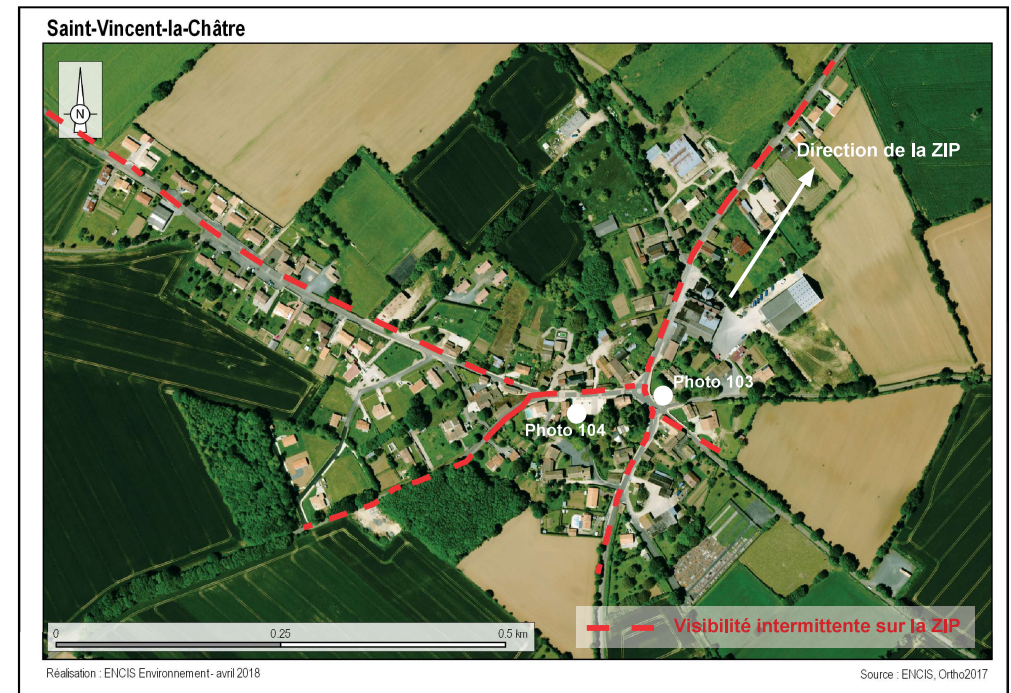 Saint-Vincent-la-Châtre
N
Direction de la ZIP
Photo 103
Photo 104
0 0.25 0.5 km
Visibilité intermittente sur la ZIP
Réalisation : ENCIS Environnement- avril 2018
Source : ENCIS, Ortho2017